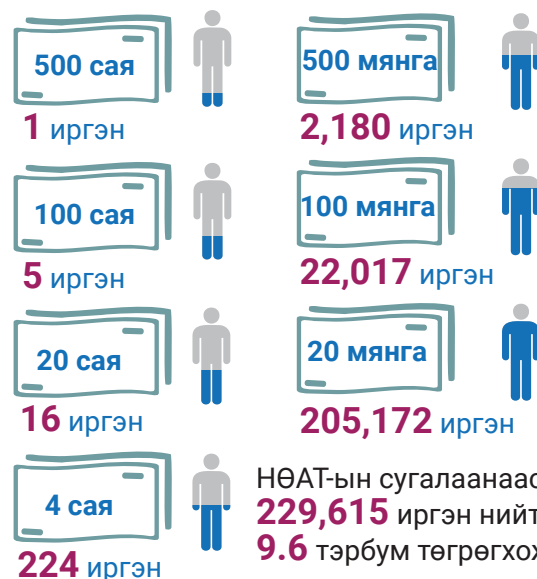 500 сая
1 иргэн
100 сая
5 иргэн
20 сая
16 иргэн
4 сая
224 иргэн
500 мянга
2,180 иргэн
100 мянга
22,017 иргэн
20 мянга
205,172 иргэн
НӨАТ-ын сугалаанаас
229,615 иргэн нийт
9.6 тэрбум